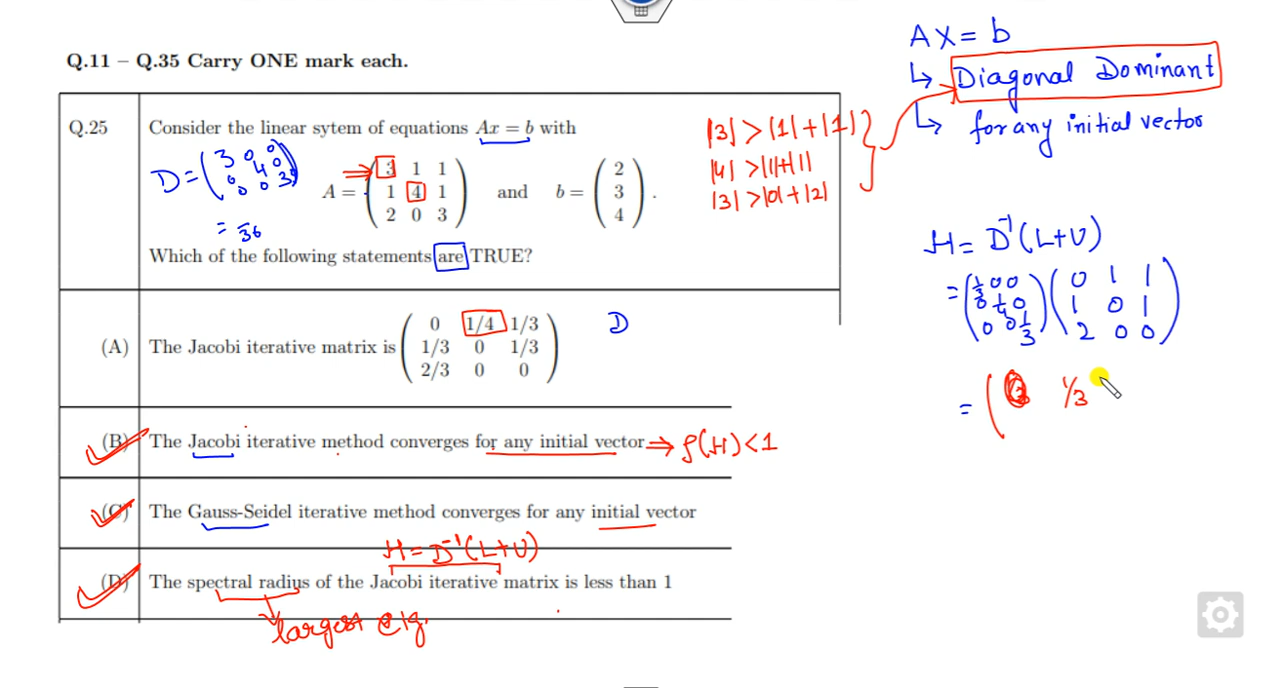 AX = b
↳ Diagonal Dominant
↳ for any initial vector
Q.11 – Q.35 Carry ONE mark each.
Q.25 Consider the linear sytem of equations Ax = b with
|3| > |1| + |1|
|4| > |1| + |1|
|3| > |0| + |2|
D = ( 3 0 0
0 4 0
0 0 3 )
= 36
A = ( 3 1 1
1 4 1
2 0 3 )
and
b = ( 2
3
4 ) .
Which of the following statements are TRUE?
H = D⁻¹(L+U)
= ( 1/3 0 0
0 1/4 0
0 0 1/3 ) ( 0 1 1
1 0 1
2 0 0 )
= ( 1/3
(A) The Jacobi iterative matrix is ( 0 1/4 1/3
1/3 0 1/3
2/3 0 0 )
D
(B) The Jacobi iterative method converges for any initial vector → ρ(H) < 1
(C) The Gauss-Seidel iterative method converges for any initial vector
H = D⁻¹(L+U)
(D) The spectral radius of the Jacobi iterative matrix is less than 1
largest eig.